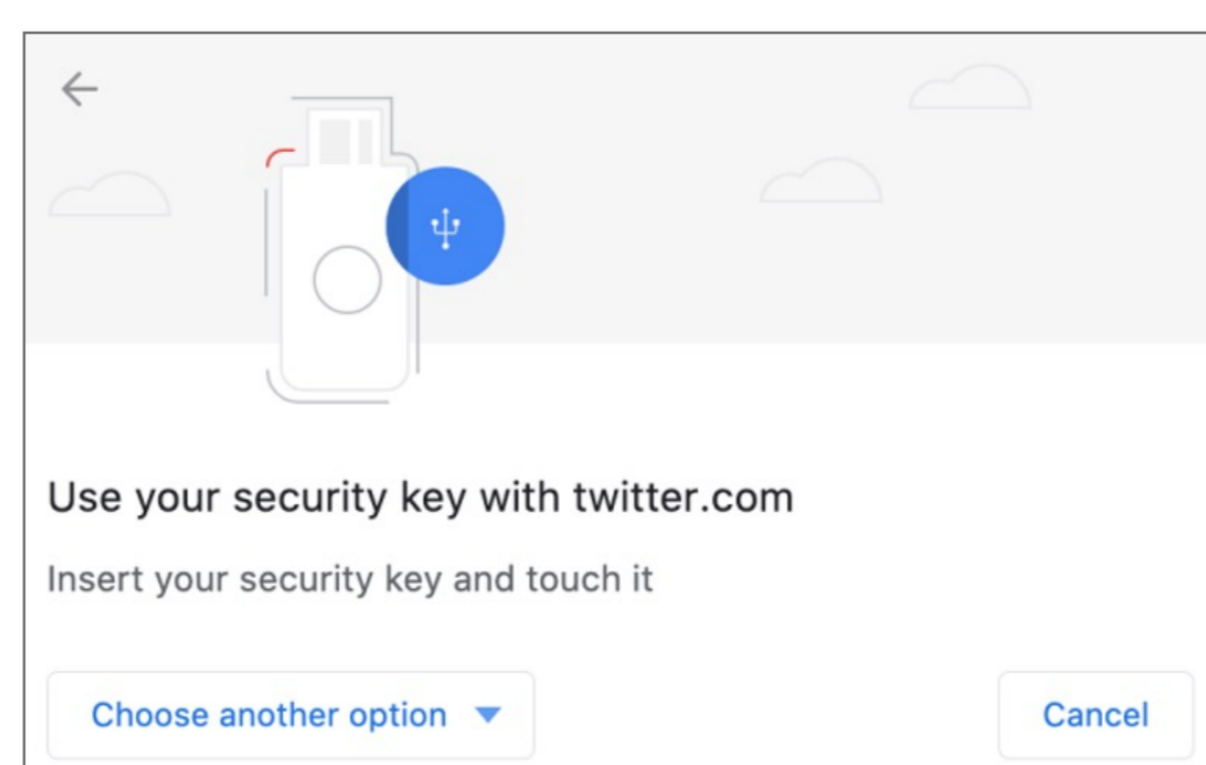 Use your security key with twitter.com
Insert your security key and touch it
Choose another option
Cancel